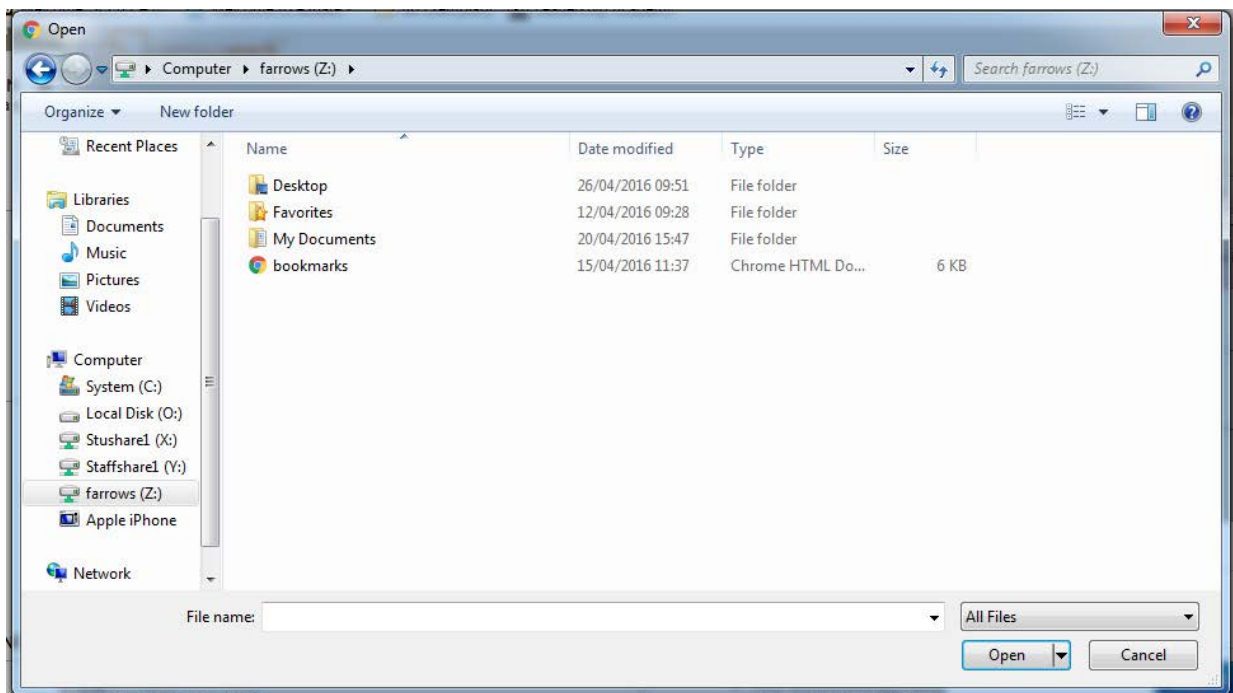 Open
Computer farrows (Z:)
Search farrows (Z:)
Organize New folder
Recent Places
Libraries
Documents
Music
Pictures
Videos
Computer
System (C:)
Local Disk (O:)
Stushare1 (X:)
Staffshare1 (Y:)
farrows (Z:)
Apple iPhone
Network
Name Date modified Type Size
Desktop 26/04/2016 09:51 File folder
Favorites 12/04/2016 09:28 File folder
My Documents 20/04/2016 15:47 File folder
bookmarks 15/04/2016 11:37 Chrome HTML Do... 6 KB
File name: All Files
Open Cancel